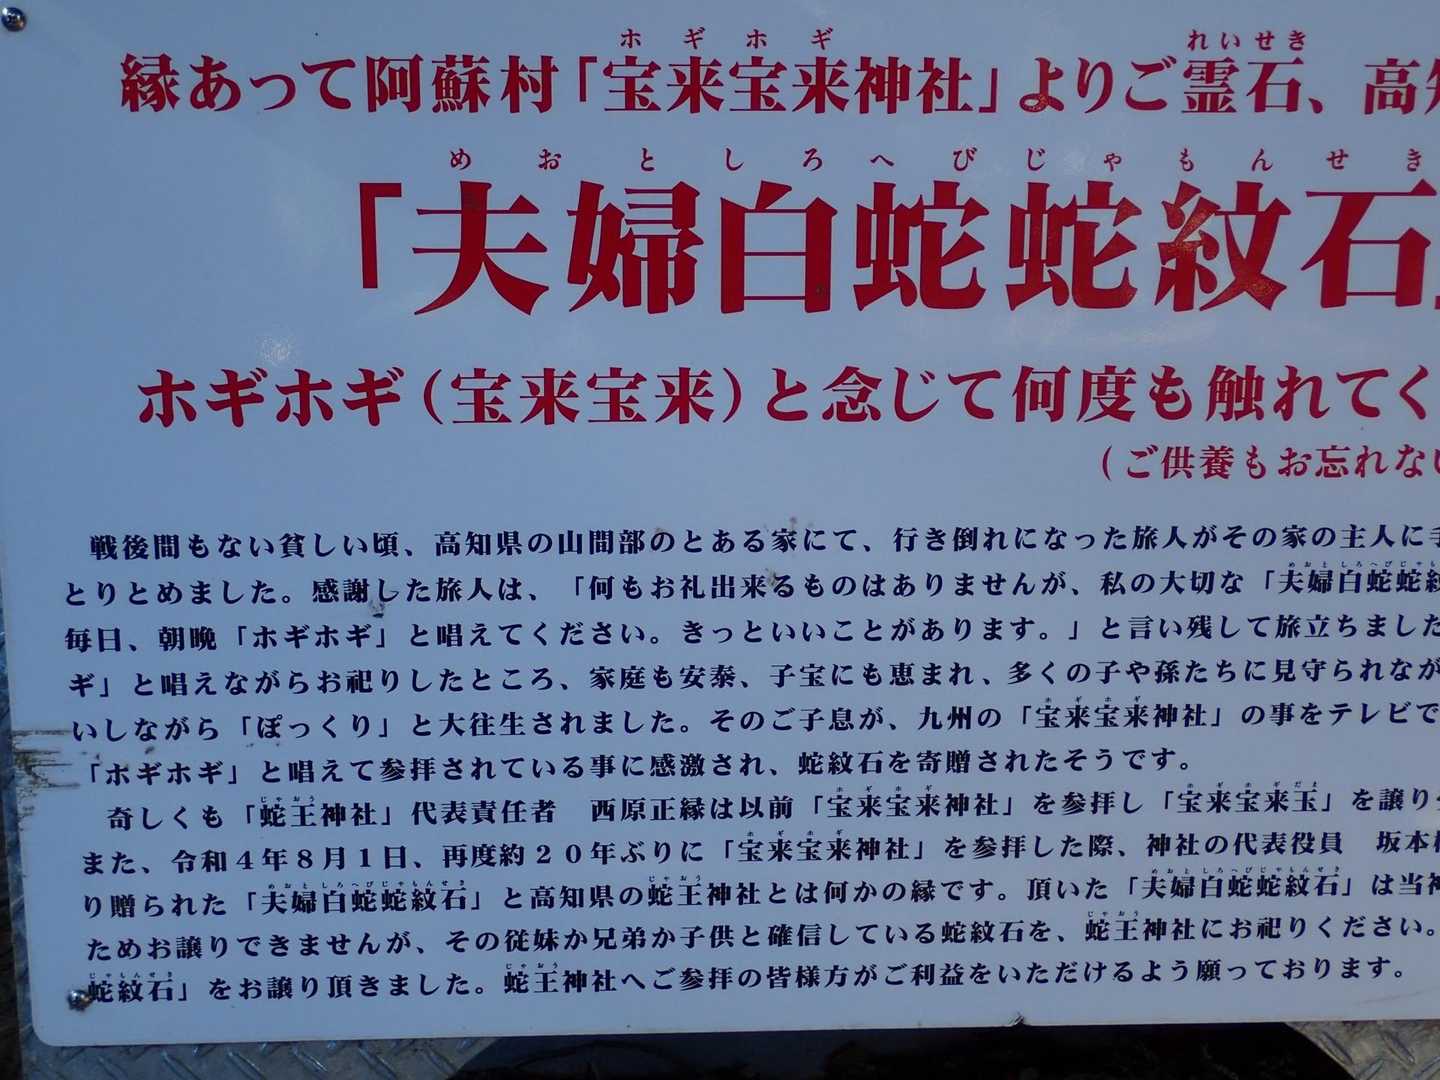 ホギホギ れいせき
縁あって阿蘇村「宝来宝来神社」よりご霊石、高知
めおとしろへびじゃもんせき
「夫婦白蛇蛇紋石」
ホギホギ(宝来宝来)と念じて何度も触れてく
(ご供養もお忘れない
戦後間もない貧しい頃、高知県の山間部のとある家にて、行き倒れになった旅人がその家の主人に手
とりとめました。感謝した旅人は、「何もお礼出来るものはありませんが、私の大切な「夫婦白蛇蛇紋
毎日、朝晩「ホギホギ」と唱えてください。きっといいことがあります。」と言い残して旅立ちました
ギ」と唱えながらお祀りしたところ、家庭も安泰、子宝にも恵まれ、多くの子や孫たちに見守られなが
いしながら「ぽっくり」と大往生されました。そのご子息が、九州の「宝来宝来神社」の事をテレビで
「ホギホギ」と唱えて参拝されている事に感激され、蛇紋石を寄贈されたそうです。
奇しくも「蛇王神社」代表責任者　西原正縁は以前「宝来宝来神社」を参拝し「宝来宝来玉」を譲り
また、令和4年8月1日、再度約20年ぶりに「宝来宝来神社」を参拝した際、神社の代表役員　坂本
り贈られた「夫婦白蛇蛇紋石」と高知県の蛇王神社とは何かの縁です。頂いた「夫婦白蛇蛇紋石」は当神
ためお譲りできませんが、その従妹か兄弟か子供と確信している蛇紋石を、蛇王神社にお祀りください。
蛇紋石」をお譲り頂きました。蛇王神社へご参拝の皆様方がご利益をいただけるよう願っております。